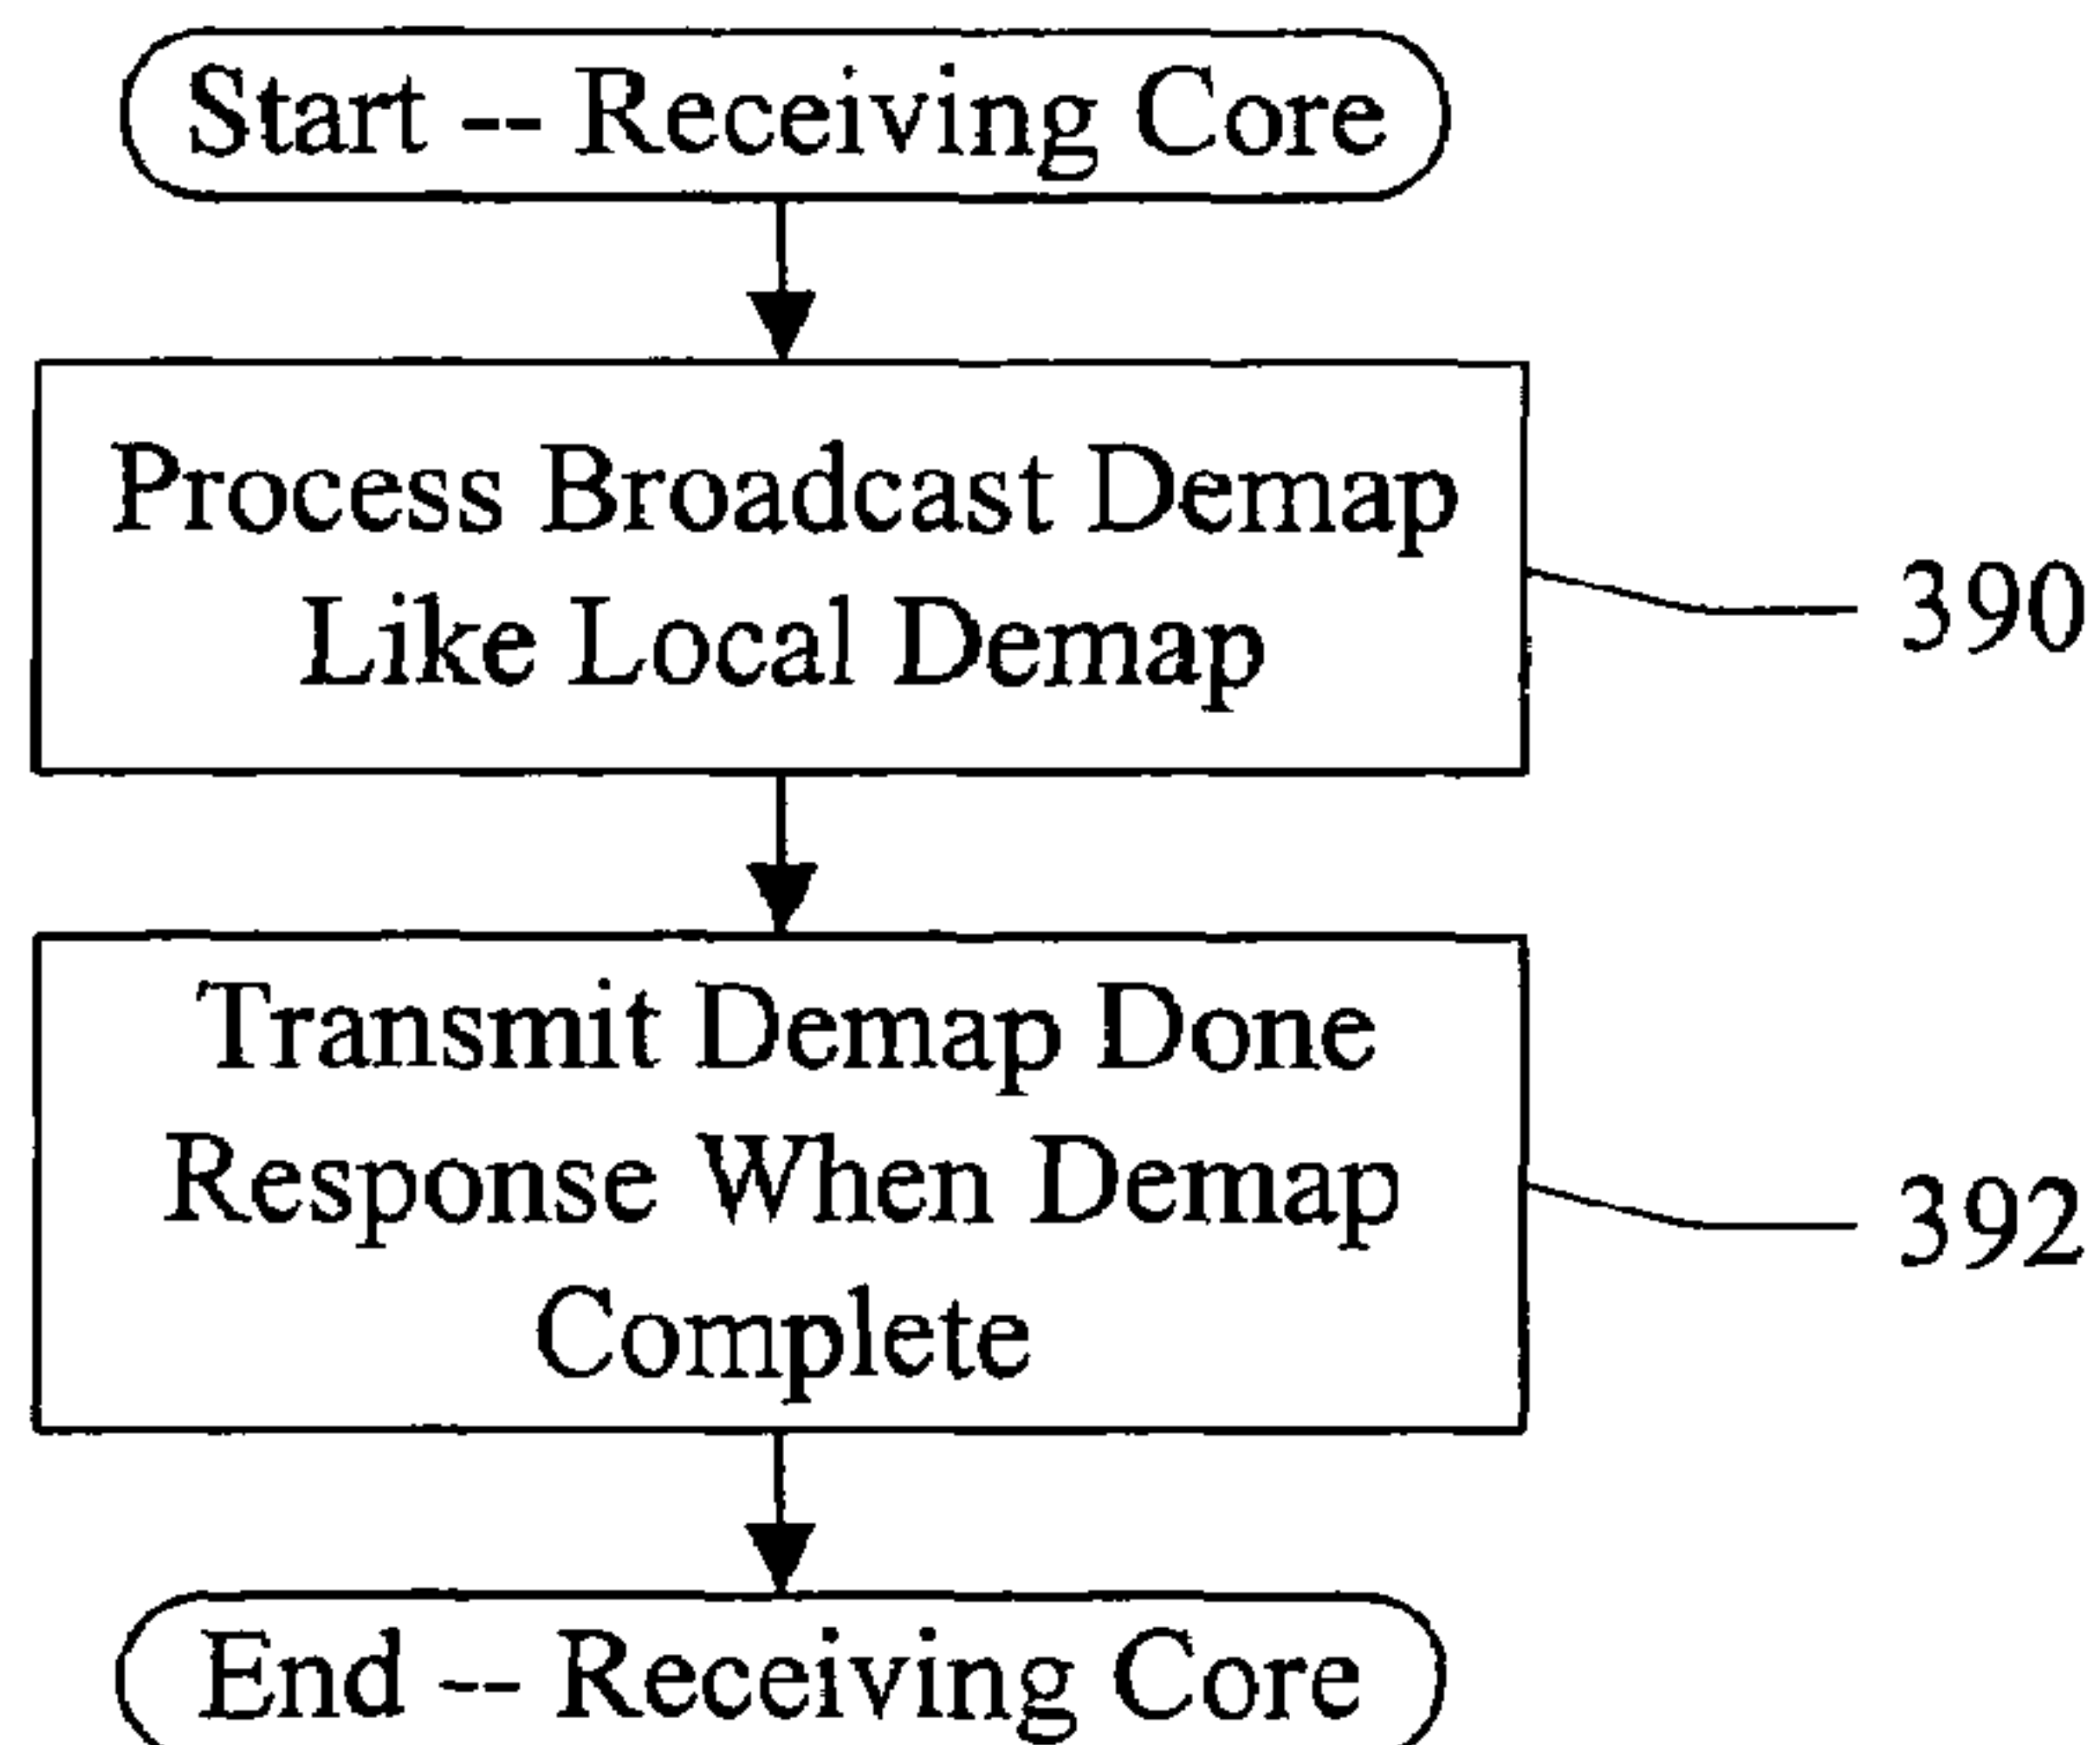 Start -- Receiving Core
Process Broadcast Demap
Like Local Demap
390
Transmit Demap Done
Response When Demap
Complete
392
End -- Receiving Core